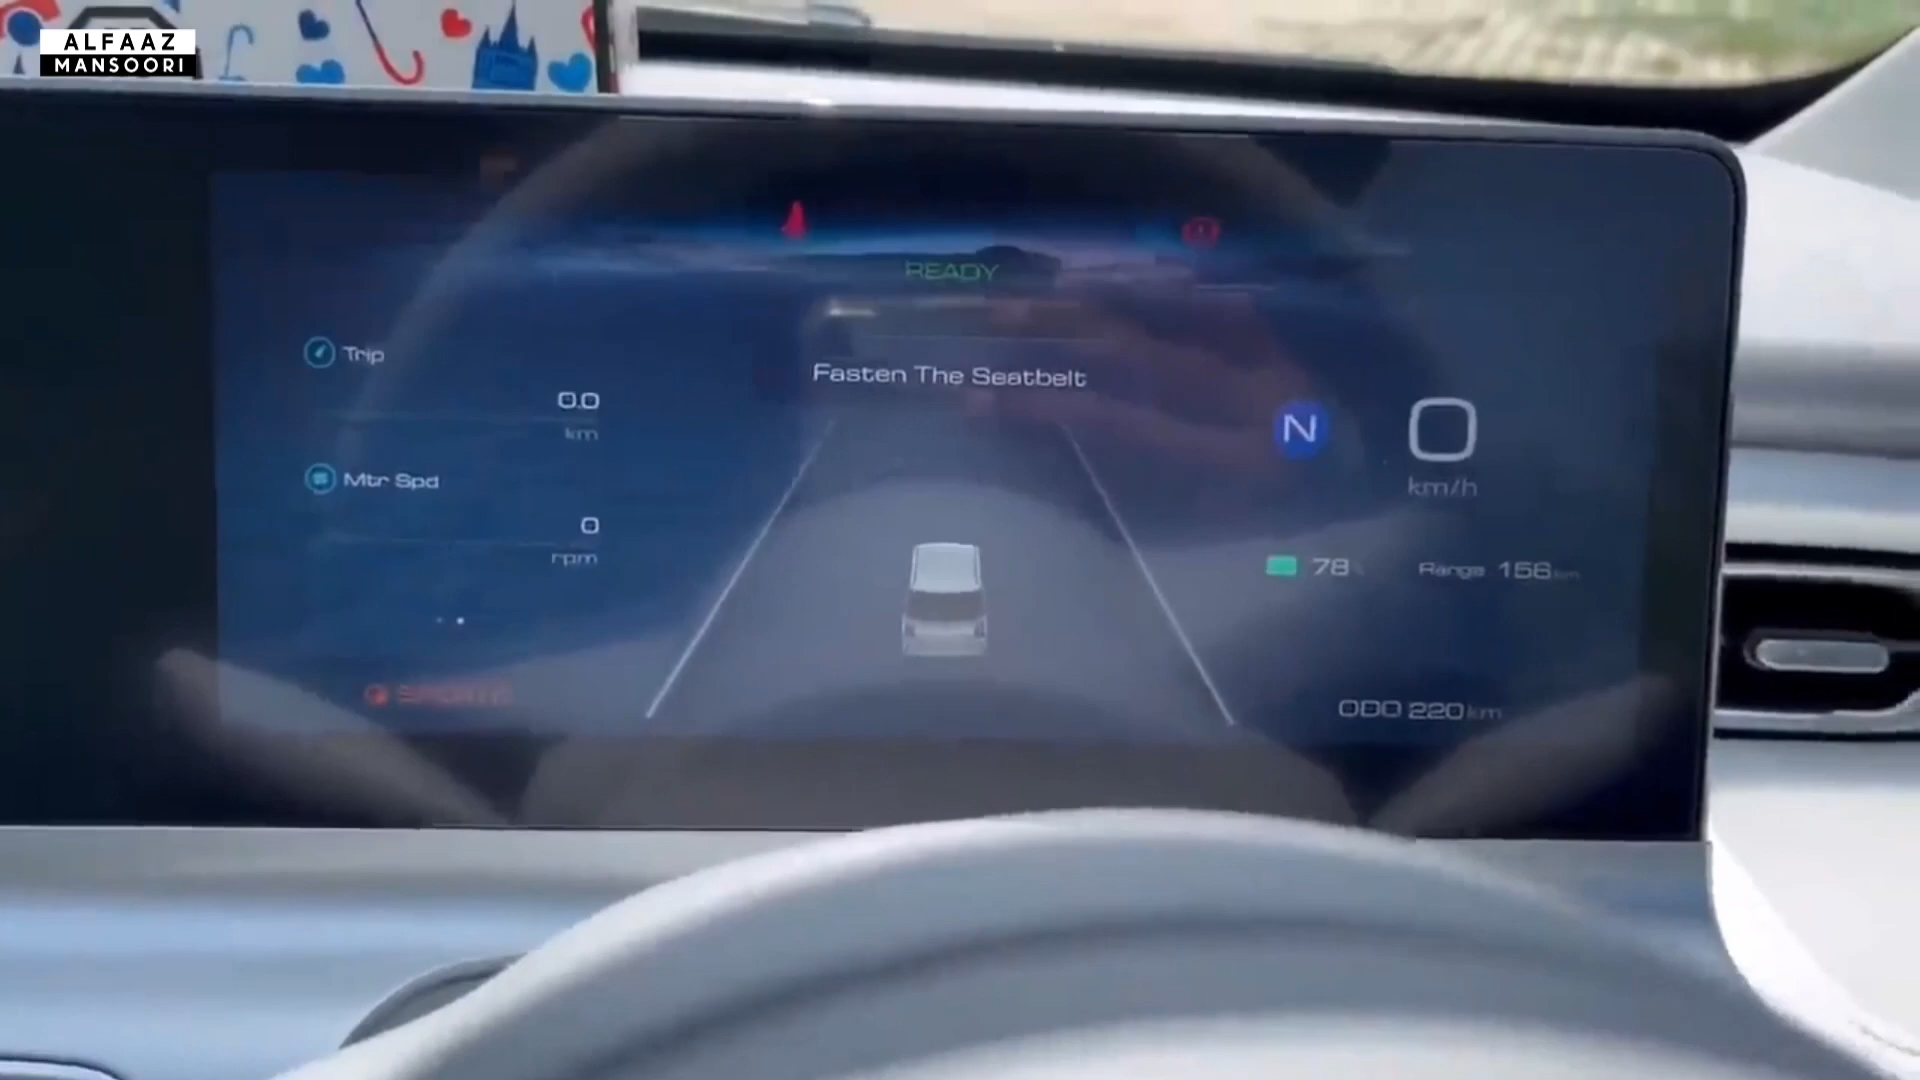 ALFAAZ
MANSOORI
READY
Fasten The Seatbelt
Trip
0.0
km
Mtr Spd
0
rpm
N
0
km/h
78
Range 156 km
ODO 220 km